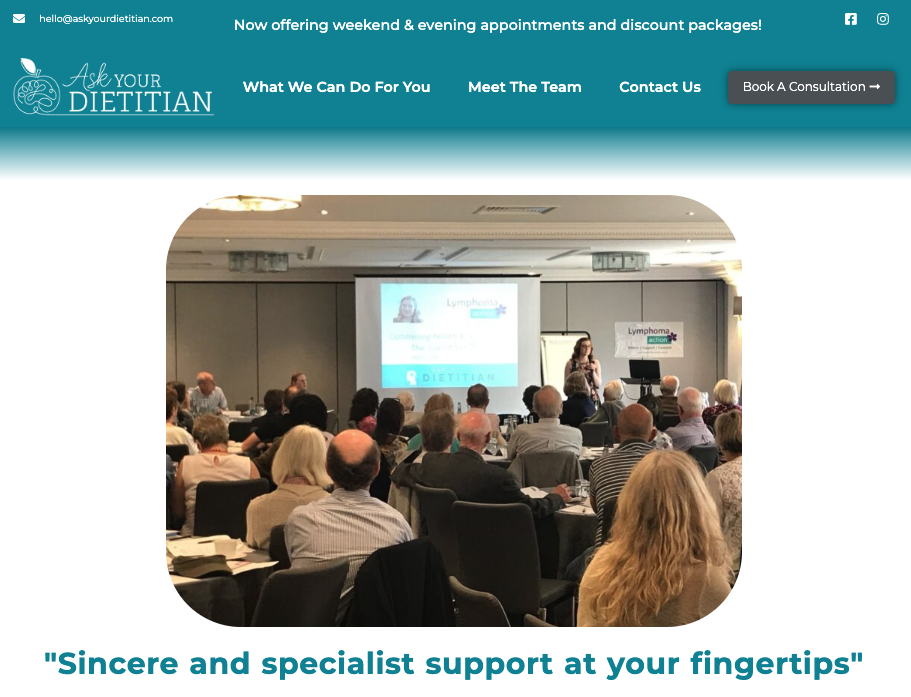 hello@askyourdietitian.com
Now offering weekend & evening appointments and discount packages!
Ask YOUR
DIETITIAN
What We Can Do For You
Meet The Team
Contact Us
Book A Consultation
Lymphoma
action
Lymphoma
action
DIETITIAN
"Sincere and specialist support at your fingertips"